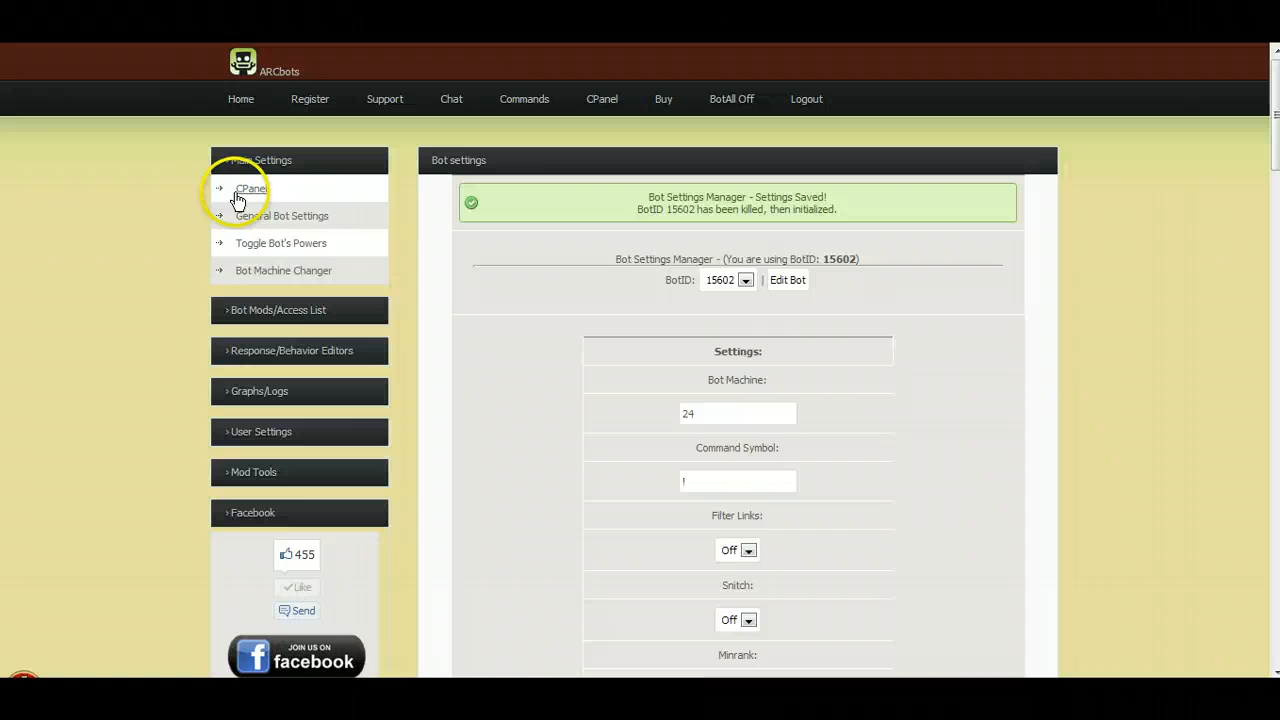 ARCbots
Home Register Support Chat Commands CPanel Buy BotAll Off Logout
› Main Settings
CPanel
General Bot Settings
Toggle Bot's Powers
Bot Machine Changer
› Bot Mods/Access List
› Response/Behavior Editors
› Graphs/Logs
› User Settings
› Mod Tools
› Facebook
455
Like
Send
JOIN US ON
facebook
Bot settings
Bot Settings Manager - Settings Saved!
BotID 15602 has been killed, then initialized.
Bot Settings Manager - (You are using BotID: 15602)
BotID: 15602 | Edit Bot
Settings:
Bot Machine:
24
Command Symbol:
!
Filter Links:
Off
Snitch:
Off
Minrank: